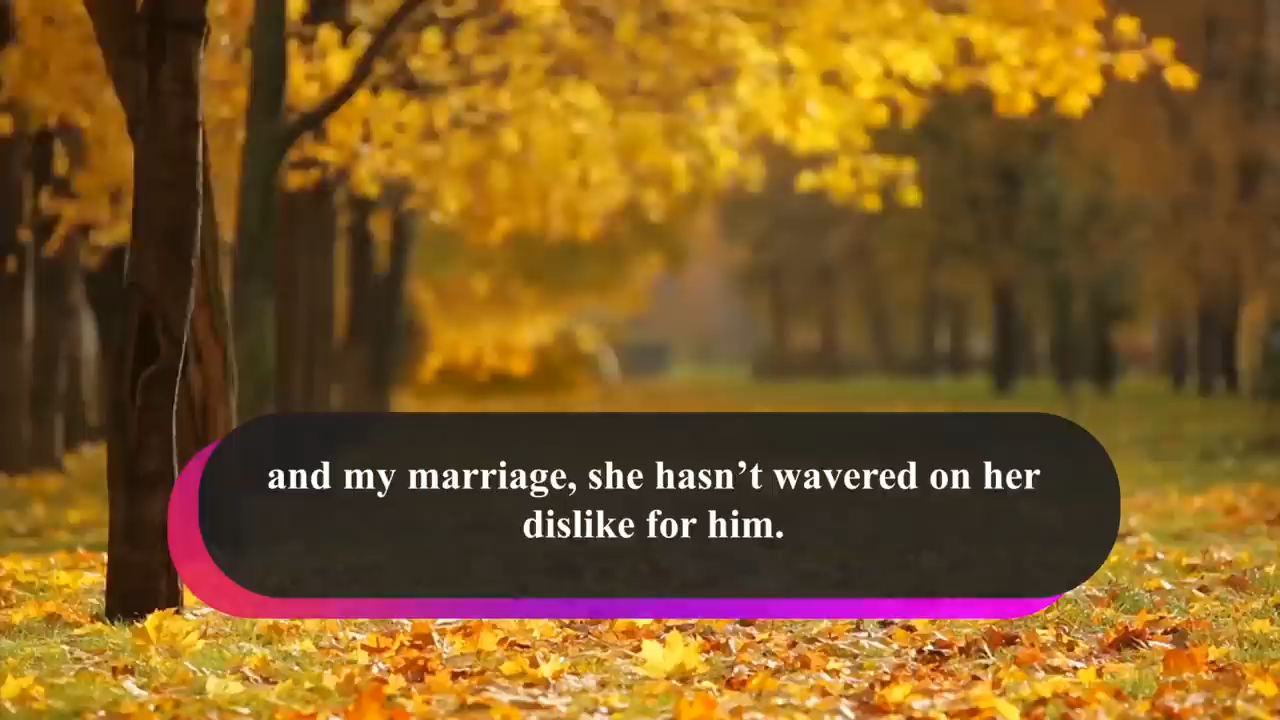 and my marriage, she hasn’t wavered on her
dislike for him.